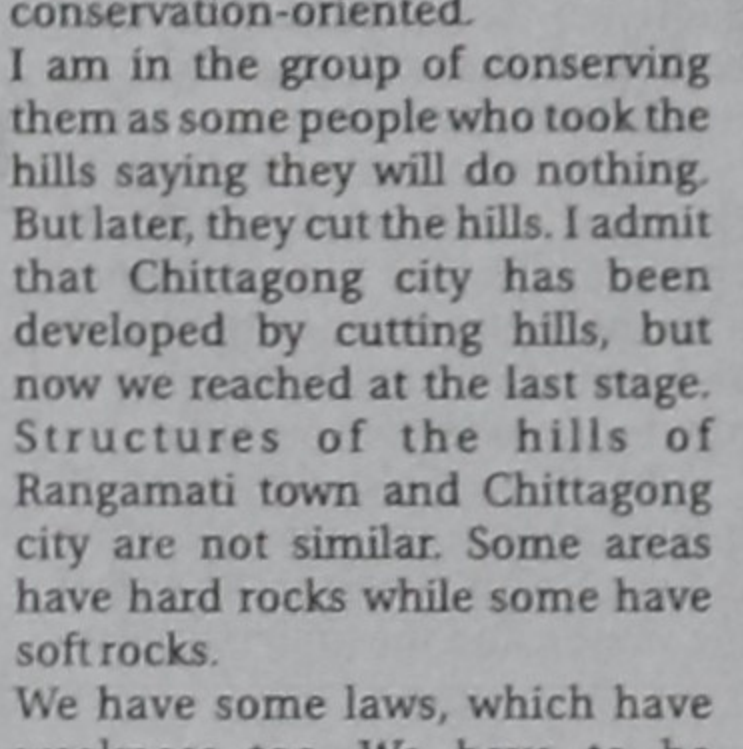 conservation-oriented.
I am in the group of conserving
them as some people who took the
hills saying they will do nothing.
But later, they cut the hills. I admit
that Chittagong city has been
developed by cutting hills, but
now we reached at the last stage.
Structures of the hills of
Rangamati town and Chittagong
city are not similar. Some areas
have hard rocks while some have
soft rocks.
We have some laws, which have